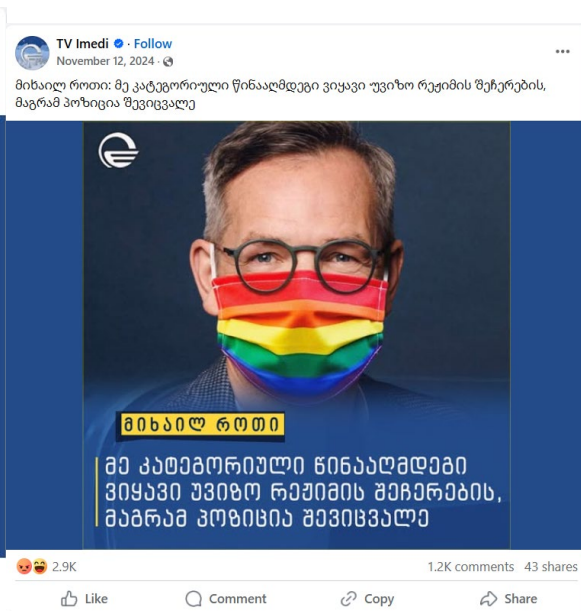 TV Imedi · Follow
November 12, 2024 ·
მიხაილ როთი: მე კატეგორიული წინააღმდეგი ვიყავი უვიზო რეჟიმის შეჩერების,
მაგრამ პოზიცია შევიცვალე
მიხაილ როთი
მე კატეგორიული წინააღმდეგი
ვიყავი უვიზო რეჟიმის შეჩერების,
მაგრამ პოზიცია შევიცვალე
2.9K
1.2K comments 43 shares
Like Comment Copy Share